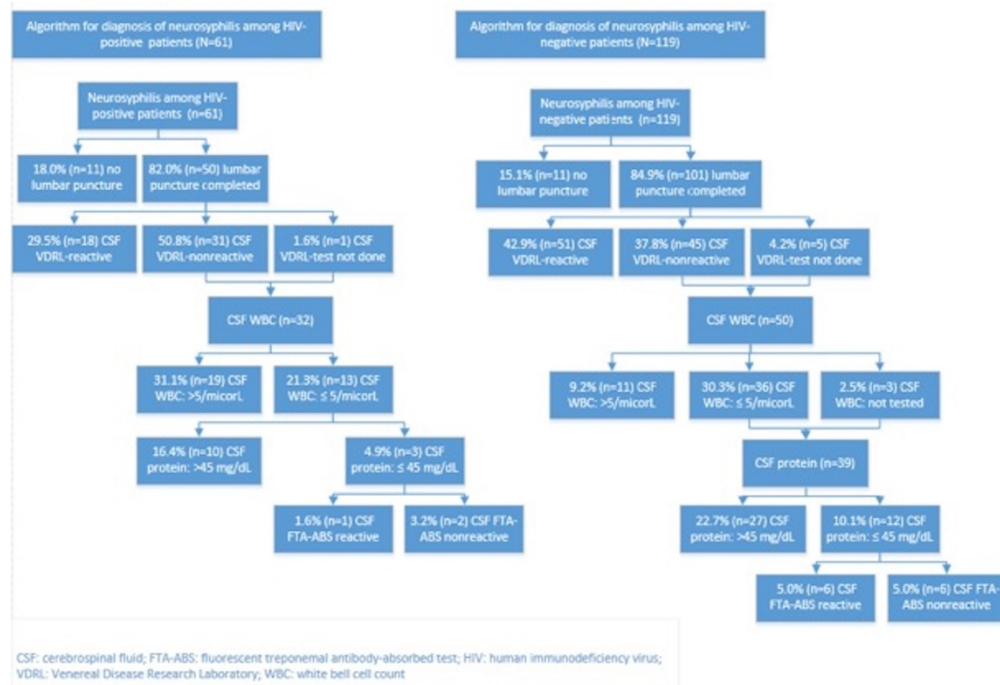 Algorithm for diagnosis of neurosyphilis among HIV-
positive patients (N=61)
Neurosyphilis among HIV-
positive patients (n=61)
18.0% (n=11) no
lumbar puncture
82.0% (n=50) lumbar
puncture completed
29.5% (n=18) CSF
VDRL-reactive
50.8% (n=31) CSF
VDRL-nonreactive
1.6% (n=1) CSF
VDRL-test not done
CSF WBC (n=32)
31.1% (n=19) CSF
WBC: >5/micorL
21.3% (n=13) CSF
WBC: ≤ 5/micorL
16.4% (n=10) CSF
protein: >45 mg/dL
4.9% (n=3) CSF
protein: ≤ 45 mg/dL
1.6% (n=1) CSF
FTA-ABS reactive
3.2% (n=2) CSF FTA-
ABS nonreactive
Algorithm for diagnosis of neurosyphilis among HIV-
negative patients (N=119)
Neurosyphilis among HIV-
negative patients (n=119)
15.1% (n=11) no
lumbar puncture
84.9% (n=101) lumbar
puncture completed
42.9% (n=51) CSF
VDRL-reactive
37.8% (n=45) CSF
VDRL-nonreactive
4.2% (n=5) CSF
VDRL-test not done
CSF WBC (n=50)
9.2% (n=11) CSF
WBC: >5/micorL
30.3% (n=36) CSF
WBC: ≤ 5/micorL
2.5% (n=3) CSF
WBC: not tested
CSF protein (n=39)
22.7% (n=27) CSF
protein: >45 mg/dL
10.1% (n=12) CSF
protein: ≤ 45 mg/dL
5.0% (n=6) CSF
FTA-ABS reactive
5.0% (n=6) CSF FTA-
ABS nonreactive
CSF: cerebrospinal fluid; FTA-ABS: fluorescent treponemal antibody-absorbed test; HIV: human immunodeficiency virus;
VDRL: Venereal Disease Research Laboratory; WBC: white bell cell count